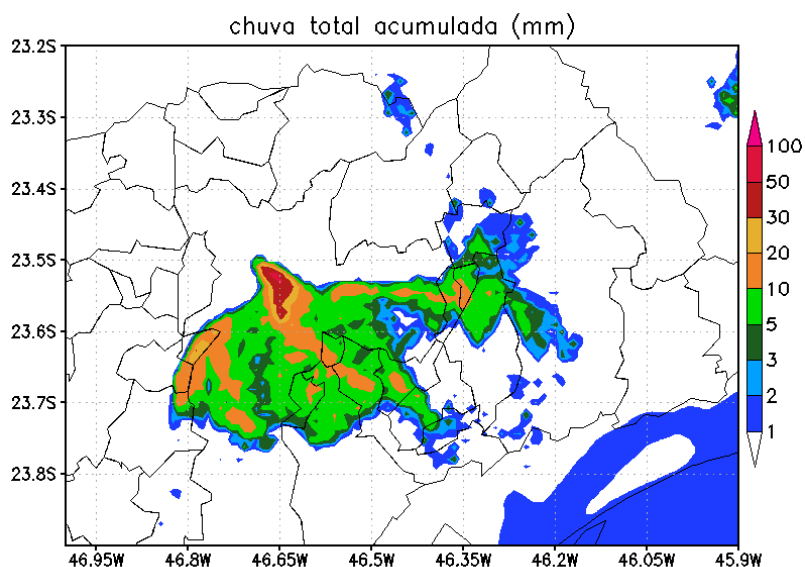 chuva total acumulada (mm)
23.2S
23.3S
23.4S
23.5S
23.6S
23.7S
23.8S
46.95W 46.8W 46.65W 46.5W 46.35W 46.2W 46.05W 45.9W
100
50
30
20
10
5
3
2
1